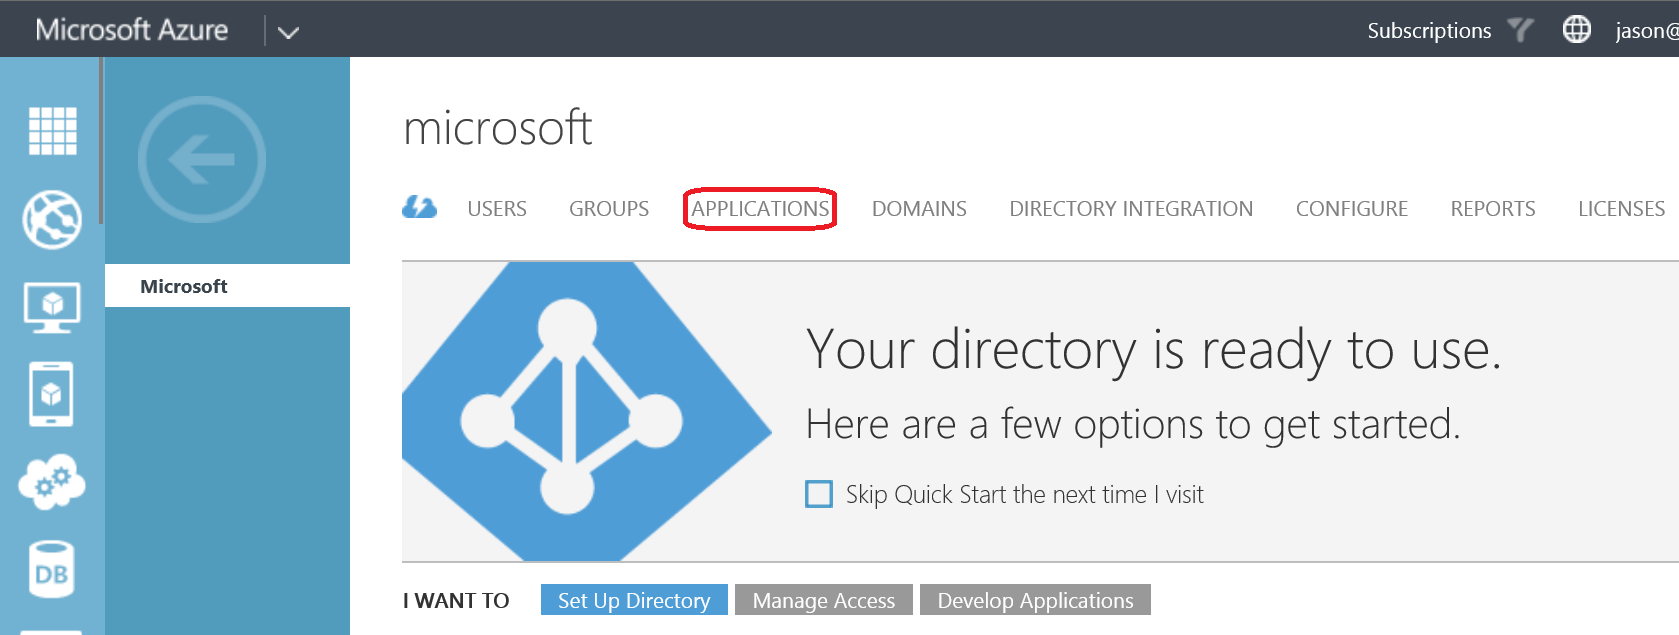 Microsoft Azure
Subscriptions
jason@
microsoft
USERS GROUPS APPLICATIONS DOMAINS DIRECTORY INTEGRATION CONFIGURE REPORTS LICENSES
Microsoft
Your directory is ready to use.
Here are a few options to get started.
Skip Quick Start the next time I visit
DB
I WANT TO Set Up Directory Manage Access Develop Applications